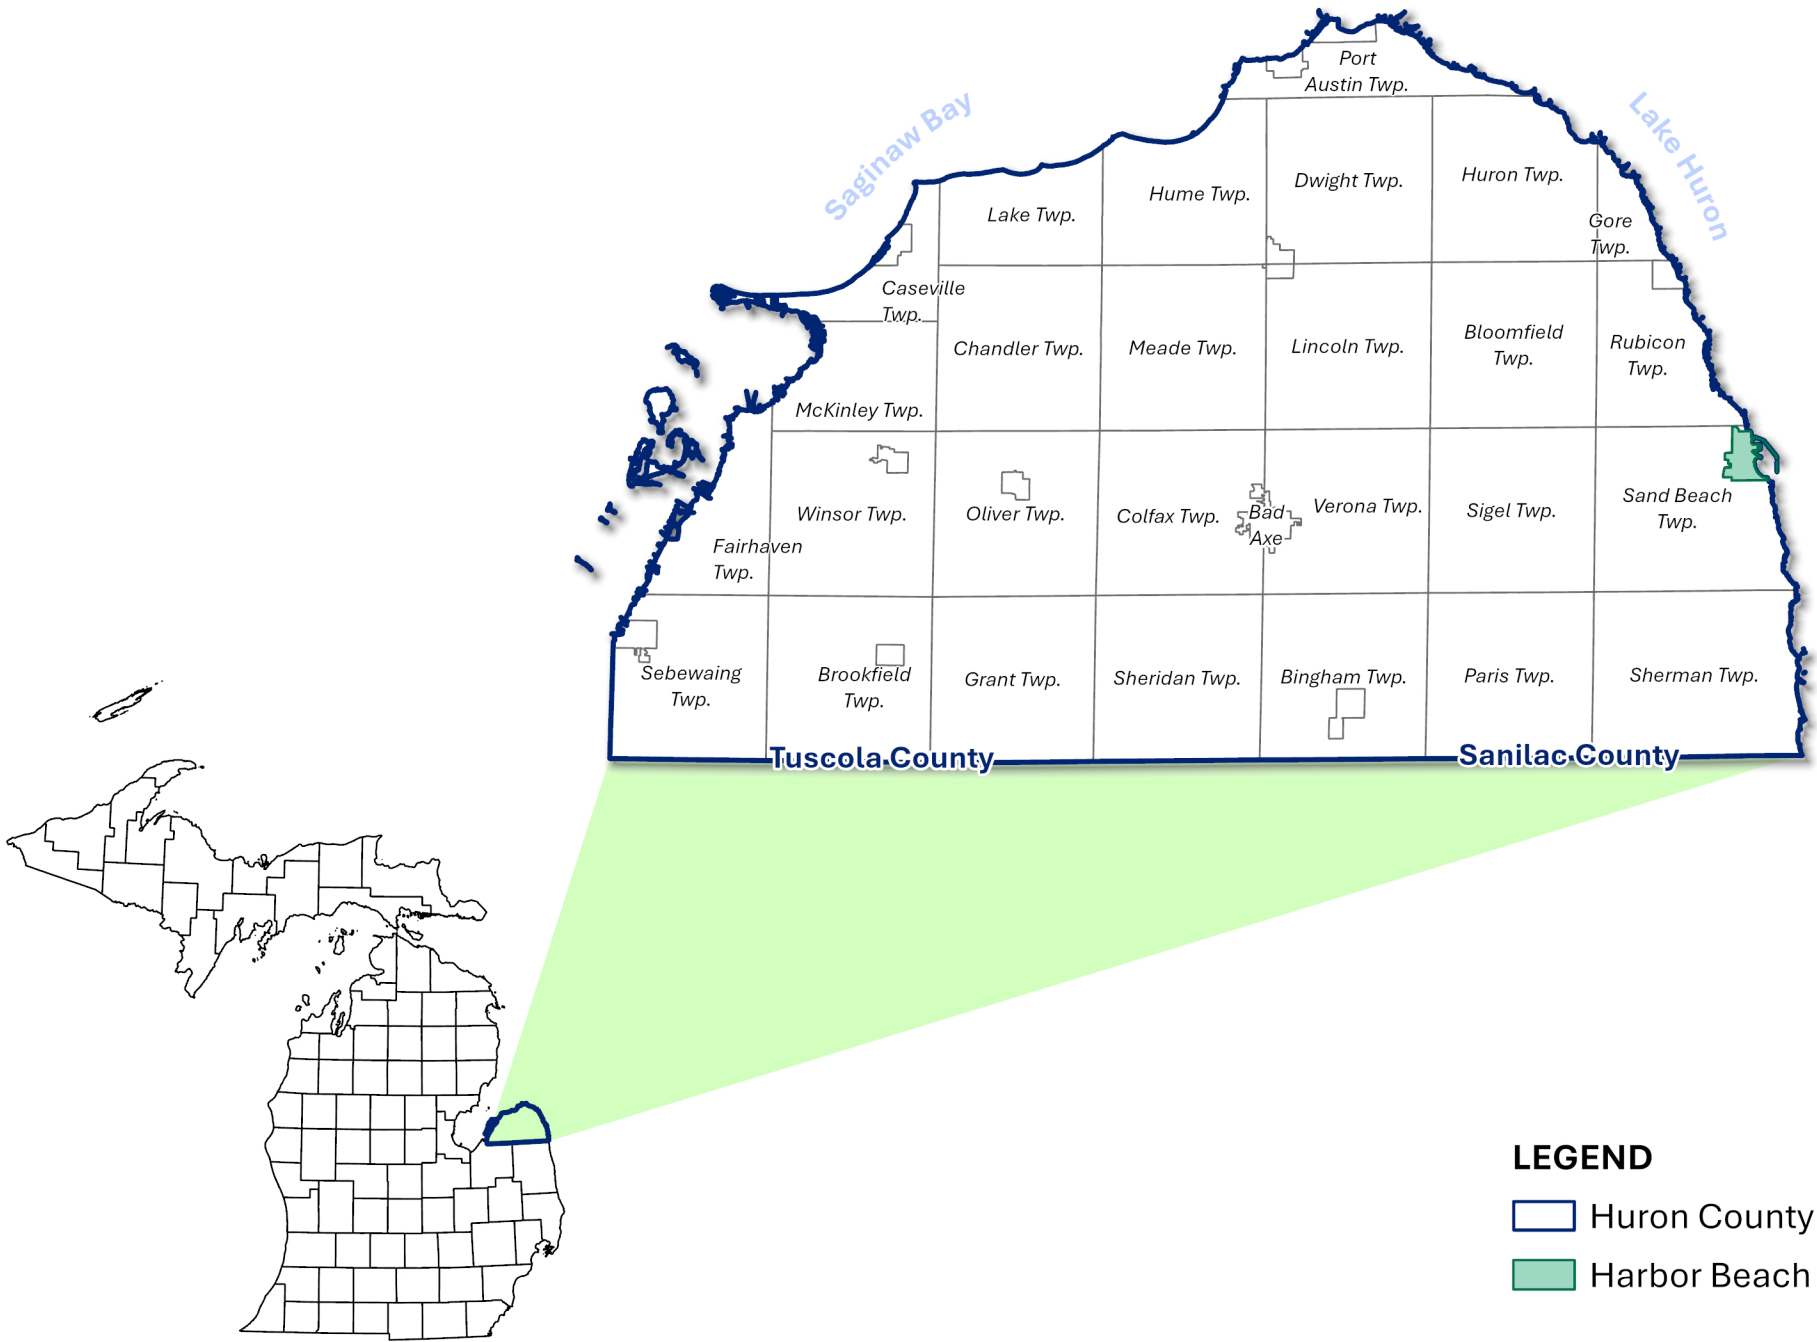 Port
Austin Twp.
Saginaw Bay
Lake Huron
Hume Twp.
Dwight Twp.
Huron Twp.
Lake Twp.
Gore
Twp.
Caseville
Twp.
Chandler Twp.
Meade Twp.
Lincoln Twp.
Bloomfield
Twp.
Rubicon
Twp.
McKinley Twp.
Winsor Twp.
Oliver Twp.
Colfax Twp.
Bad
Axe
Verona Twp.
Sigel Twp.
Sand Beach
Twp.
Fairhaven
Twp.
Sebewaing
Twp.
Brookfield
Twp.
Grant Twp.
Sheridan Twp.
Bingham Twp.
Paris Twp.
Sherman Twp.
Tuscola County
Sanilac County
LEGEND
Huron County
Harbor Beach